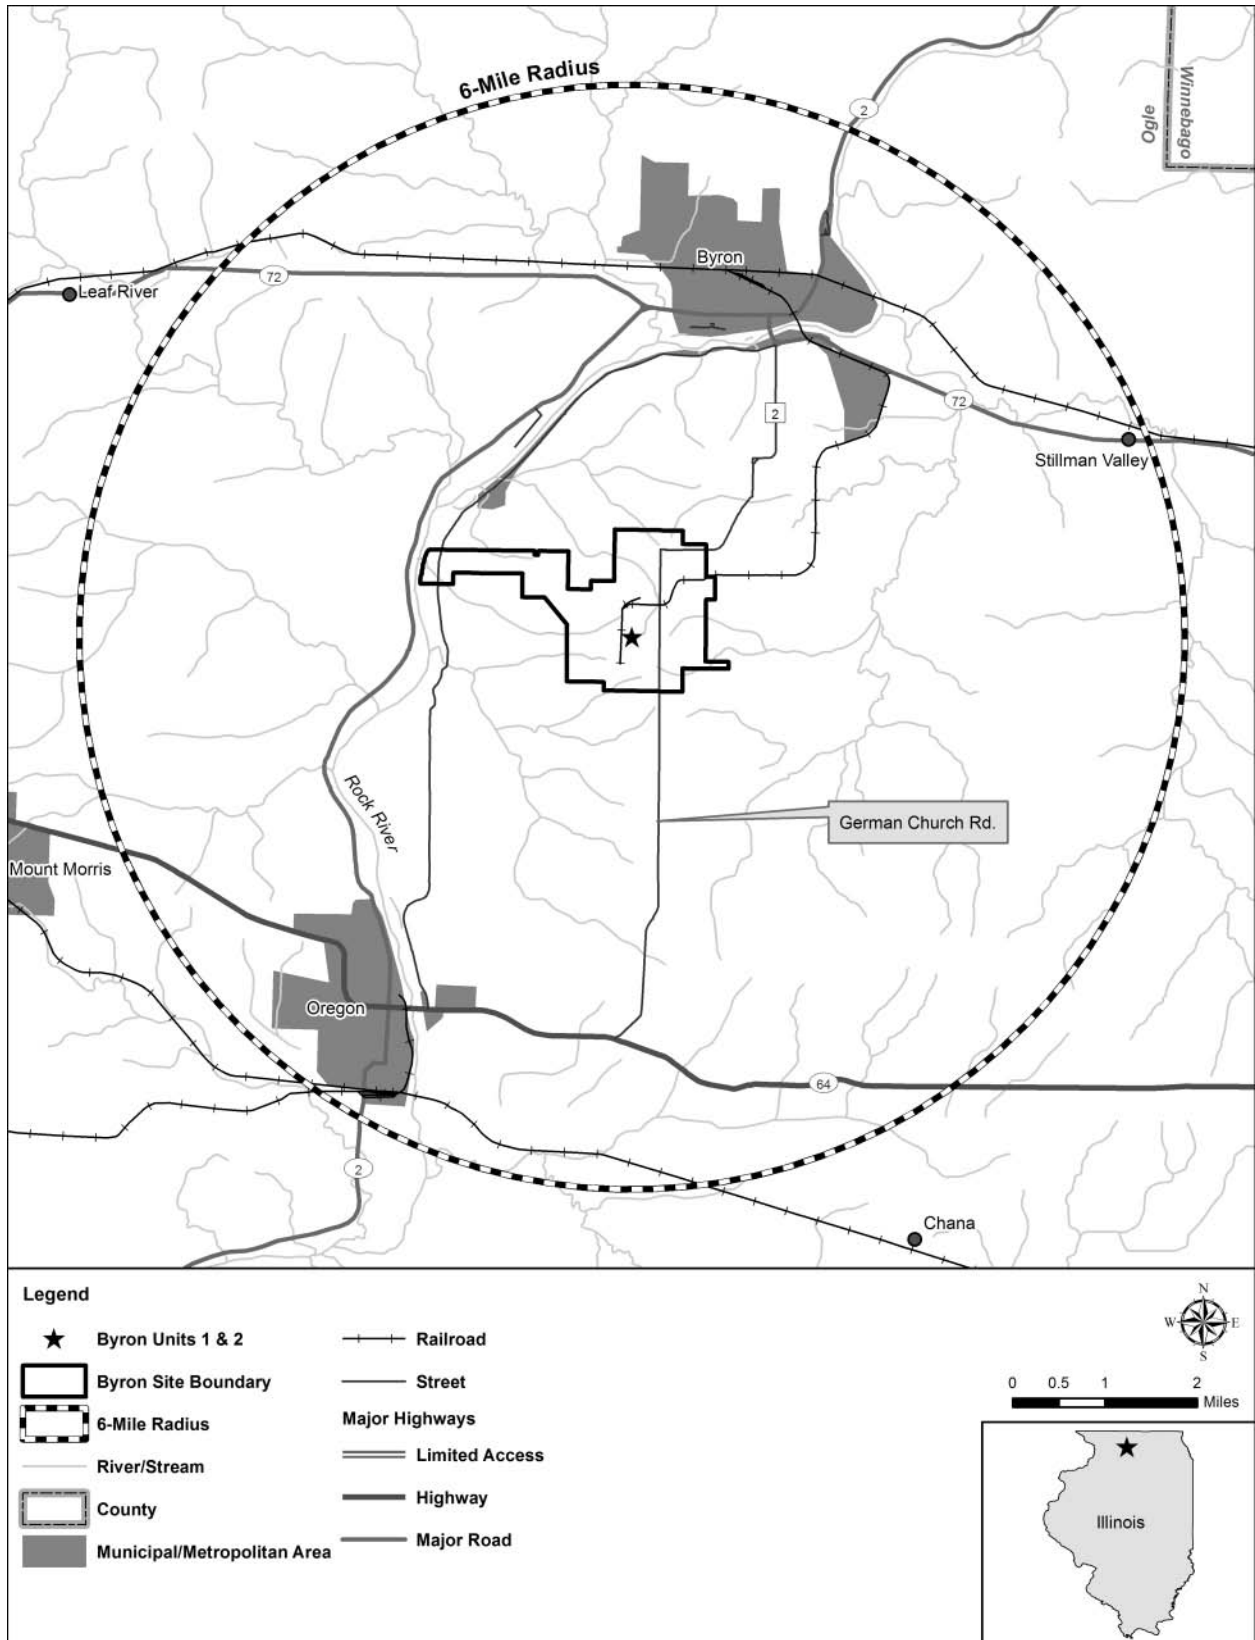 6-Mile Radius
2
Ogle
Winnebago
Byron
72
Leaf River
2
72
Stillman Valley
Rock River
German Church Rd.
Mount Morris
Oregon
64
2
Chana
Legend
Byron Units 1 & 2
Byron Site Boundary
6-Mile Radius
River/Stream
County
Municipal/Metropolitan Area
Railroad
Street
Major Highways
Limited Access
Highway
Major Road
N
W E
S
0 0.5 1 2
Miles
Illinois